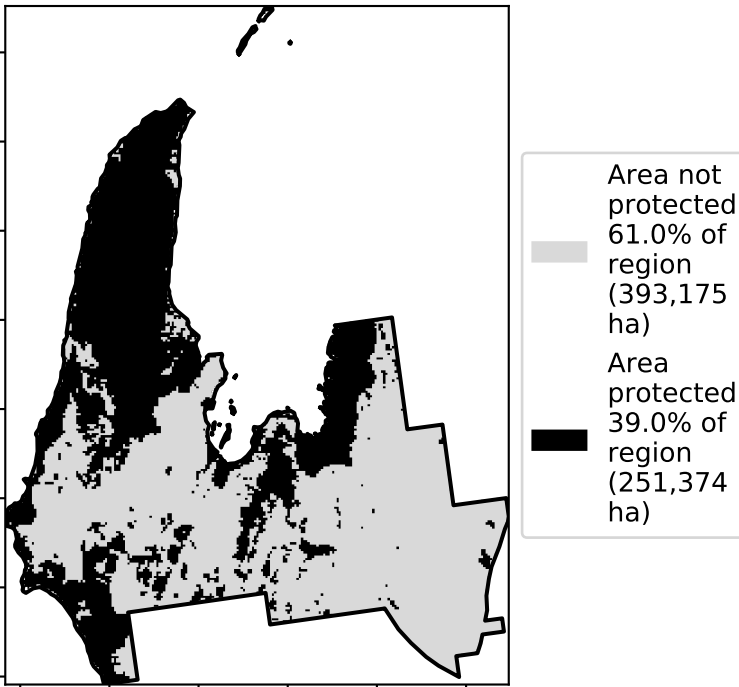 Area not
protected
61.0% of
region
(393,175
ha)
Area
protected
39.0% of
region
(251,374
ha)